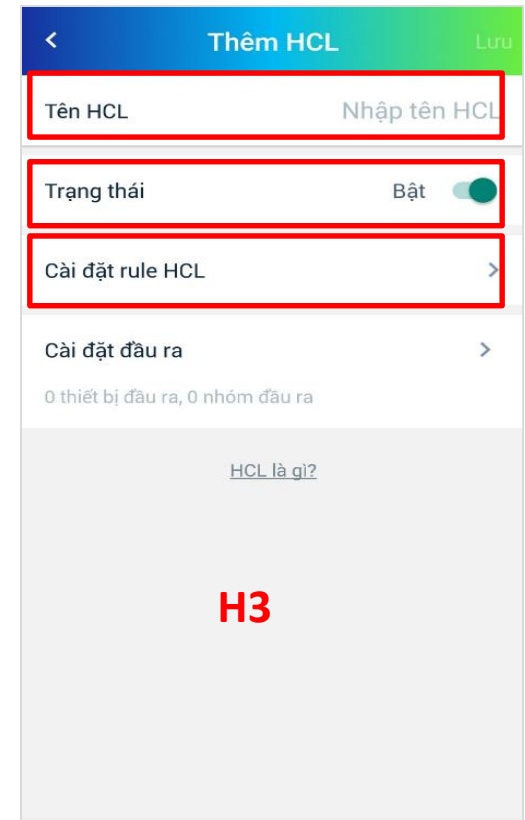 Thêm HCL
Lưu
Tên HCL
Nhập tên HCL
Trạng thái
Bật
Cài đặt rule HCL
Cài đặt đầu ra
0 thiết bị đầu ra, 0 nhóm đầu ra
HCL là gì?
H3